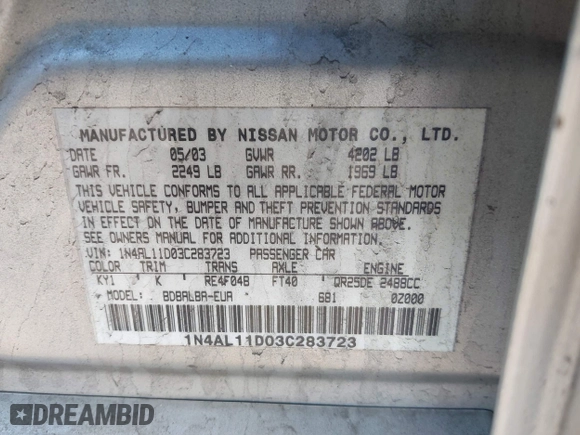 MANUFACTURED BY NISSAN MOTOR CO., LTD.
DATE 05/03 GVWR 4202 LB
GAWR FR. 2249 LB GAWR RR. 1969 LB
THIS VEHICLE CONFORMS TO ALL APPLICABLE FEDERAL MOTOR
VEHICLE SAFETY, BUMPER AND THEFT PREVENTION STANDARDS
IN EFFECT ON THE DATE OF MANUFACTURE SHOWN ABOVE.
SEE OWNERS MANUAL FOR ADDITIONAL INFORMATION.
VIN: 1N4AL11D03C283723 PASSENGER CAR
COLOR TRIM TRANS AXLE ENGINE
KY1 K RE4F04B FT40 QR25DE 2488CC
MODEL: BDBALBA-EUA 6B1 0Z000
1N4AL11D03C283723
DREAMBID